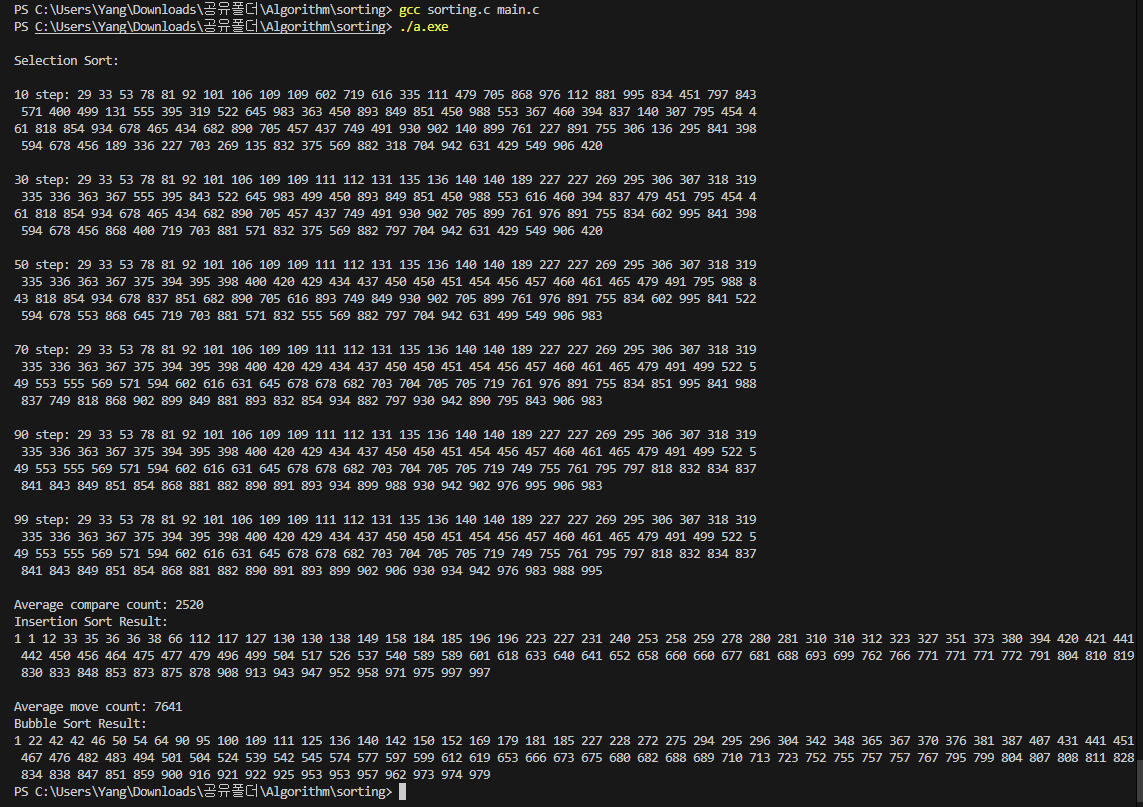 PS C:\Users\Yang\Downloads\공유폴더\Algorithm\sorting> gcc sorting.c main.c
PS C:\Users\Yang\Downloads\공유폴더\Algorithm\sorting> ./a.exe
Selection Sort:
10 step: 29 33 53 78 81 92 101 106 109 109 602 719 616 335 111 479 705 868 976 112 881 995 834 451 797 843
571 400 499 131 555 395 319 522 645 983 363 450 893 849 851 450 988 553 367 460 394 837 140 307 795 454 4
61 818 854 934 678 465 434 682 890 705 457 437 749 491 930 902 140 899 761 227 891 755 306 136 295 841 398
594 678 456 189 336 227 703 269 135 832 375 569 882 318 704 942 631 429 549 906 420
30 step: 29 33 53 78 81 92 101 106 109 109 111 112 131 135 136 140 140 189 227 227 269 295 306 307 318 319
335 336 363 367 555 395 843 522 645 983 499 450 893 849 851 450 988 553 616 460 394 837 479 451 795 454 4
61 818 854 934 678 465 434 682 890 705 457 437 749 491 930 902 705 899 761 976 891 755 834 602 995 841 398
594 678 456 868 400 719 703 881 571 832 375 569 882 797 704 942 631 429 549 906 420
50 step: 29 33 53 78 81 92 101 106 109 109 111 112 131 135 136 140 140 189 227 227 269 295 306 307 318 319
335 336 363 367 375 394 395 398 400 420 429 434 437 450 450 451 454 456 457 460 461 465 479 491 795 988 8
43 818 854 934 678 837 851 682 890 705 616 893 749 849 930 902 705 899 761 976 891 755 834 602 995 841 522
594 678 553 868 645 719 703 881 571 832 555 569 882 797 704 942 631 499 549 906 983
70 step: 29 33 53 78 81 92 101 106 109 109 111 112 131 135 136 140 140 189 227 227 269 295 306 307 318 319
335 336 363 367 375 394 395 398 400 420 429 434 437 450 450 451 454 456 457 460 461 465 479 491 499 522 5
49 553 555 569 571 594 602 616 631 645 678 678 682 703 704 705 705 719 761 976 891 755 834 851 995 841 988
837 749 818 868 902 899 849 881 893 832 854 934 882 797 930 942 890 795 843 906 983
90 step: 29 33 53 78 81 92 101 106 109 109 111 112 131 135 136 140 140 189 227 227 269 295 306 307 318 319
335 336 363 367 375 394 395 398 400 420 429 434 437 450 450 451 454 456 457 460 461 465 479 491 499 522 5
49 553 555 569 571 594 602 616 631 645 678 678 682 703 704 705 705 719 749 755 761 795 797 818 832 834 837
841 843 849 851 854 868 881 882 890 891 893 934 899 988 930 942 902 976 995 906 983
99 step: 29 33 53 78 81 92 101 106 109 109 111 112 131 135 136 140 140 189 227 227 269 295 306 307 318 319
335 336 363 367 375 394 395 398 400 420 429 434 437 450 450 451 454 456 457 460 461 465 479 491 499 522 5
49 553 555 569 571 594 602 616 631 645 678 678 682 703 704 705 705 719 749 755 761 795 797 818 832 834 837
841 843 849 851 854 868 881 882 890 891 893 899 902 906 930 934 942 976 983 988 995
Average compare count: 2520
Insertion Sort Result:
1 1 12 33 35 36 36 38 66 112 117 127 130 130 138 149 158 184 185 196 196 223 227 231 240 253 258 259 278 280 281 310 310 312 323 327 351 373 380 394 420 421 441
442 450 456 464 475 477 479 496 499 504 517 526 537 540 589 589 601 618 633 640 641 652 658 660 660 677 681 688 693 699 762 766 771 771 771 772 791 804 810 819
830 833 848 853 873 875 878 908 913 943 947 952 958 971 975 997 997
Average move count: 7641
Bubble Sort Result:
1 22 42 42 46 50 54 64 90 95 100 109 111 125 136 140 142 150 152 169 179 181 185 227 228 272 275 294 295 296 304 342 348 365 367 370 376 381 387 407 431 441 451
467 476 482 483 494 501 504 524 539 542 545 574 577 597 599 612 619 653 666 673 675 680 682 688 689 710 713 723 752 755 757 757 767 795 799 804 807 808 811 828
834 838 847 851 859 900 916 921 922 925 953 953 957 962 973 974 979
PS C:\Users\Yang\Downloads\공유폴더\Algorithm\sorting>